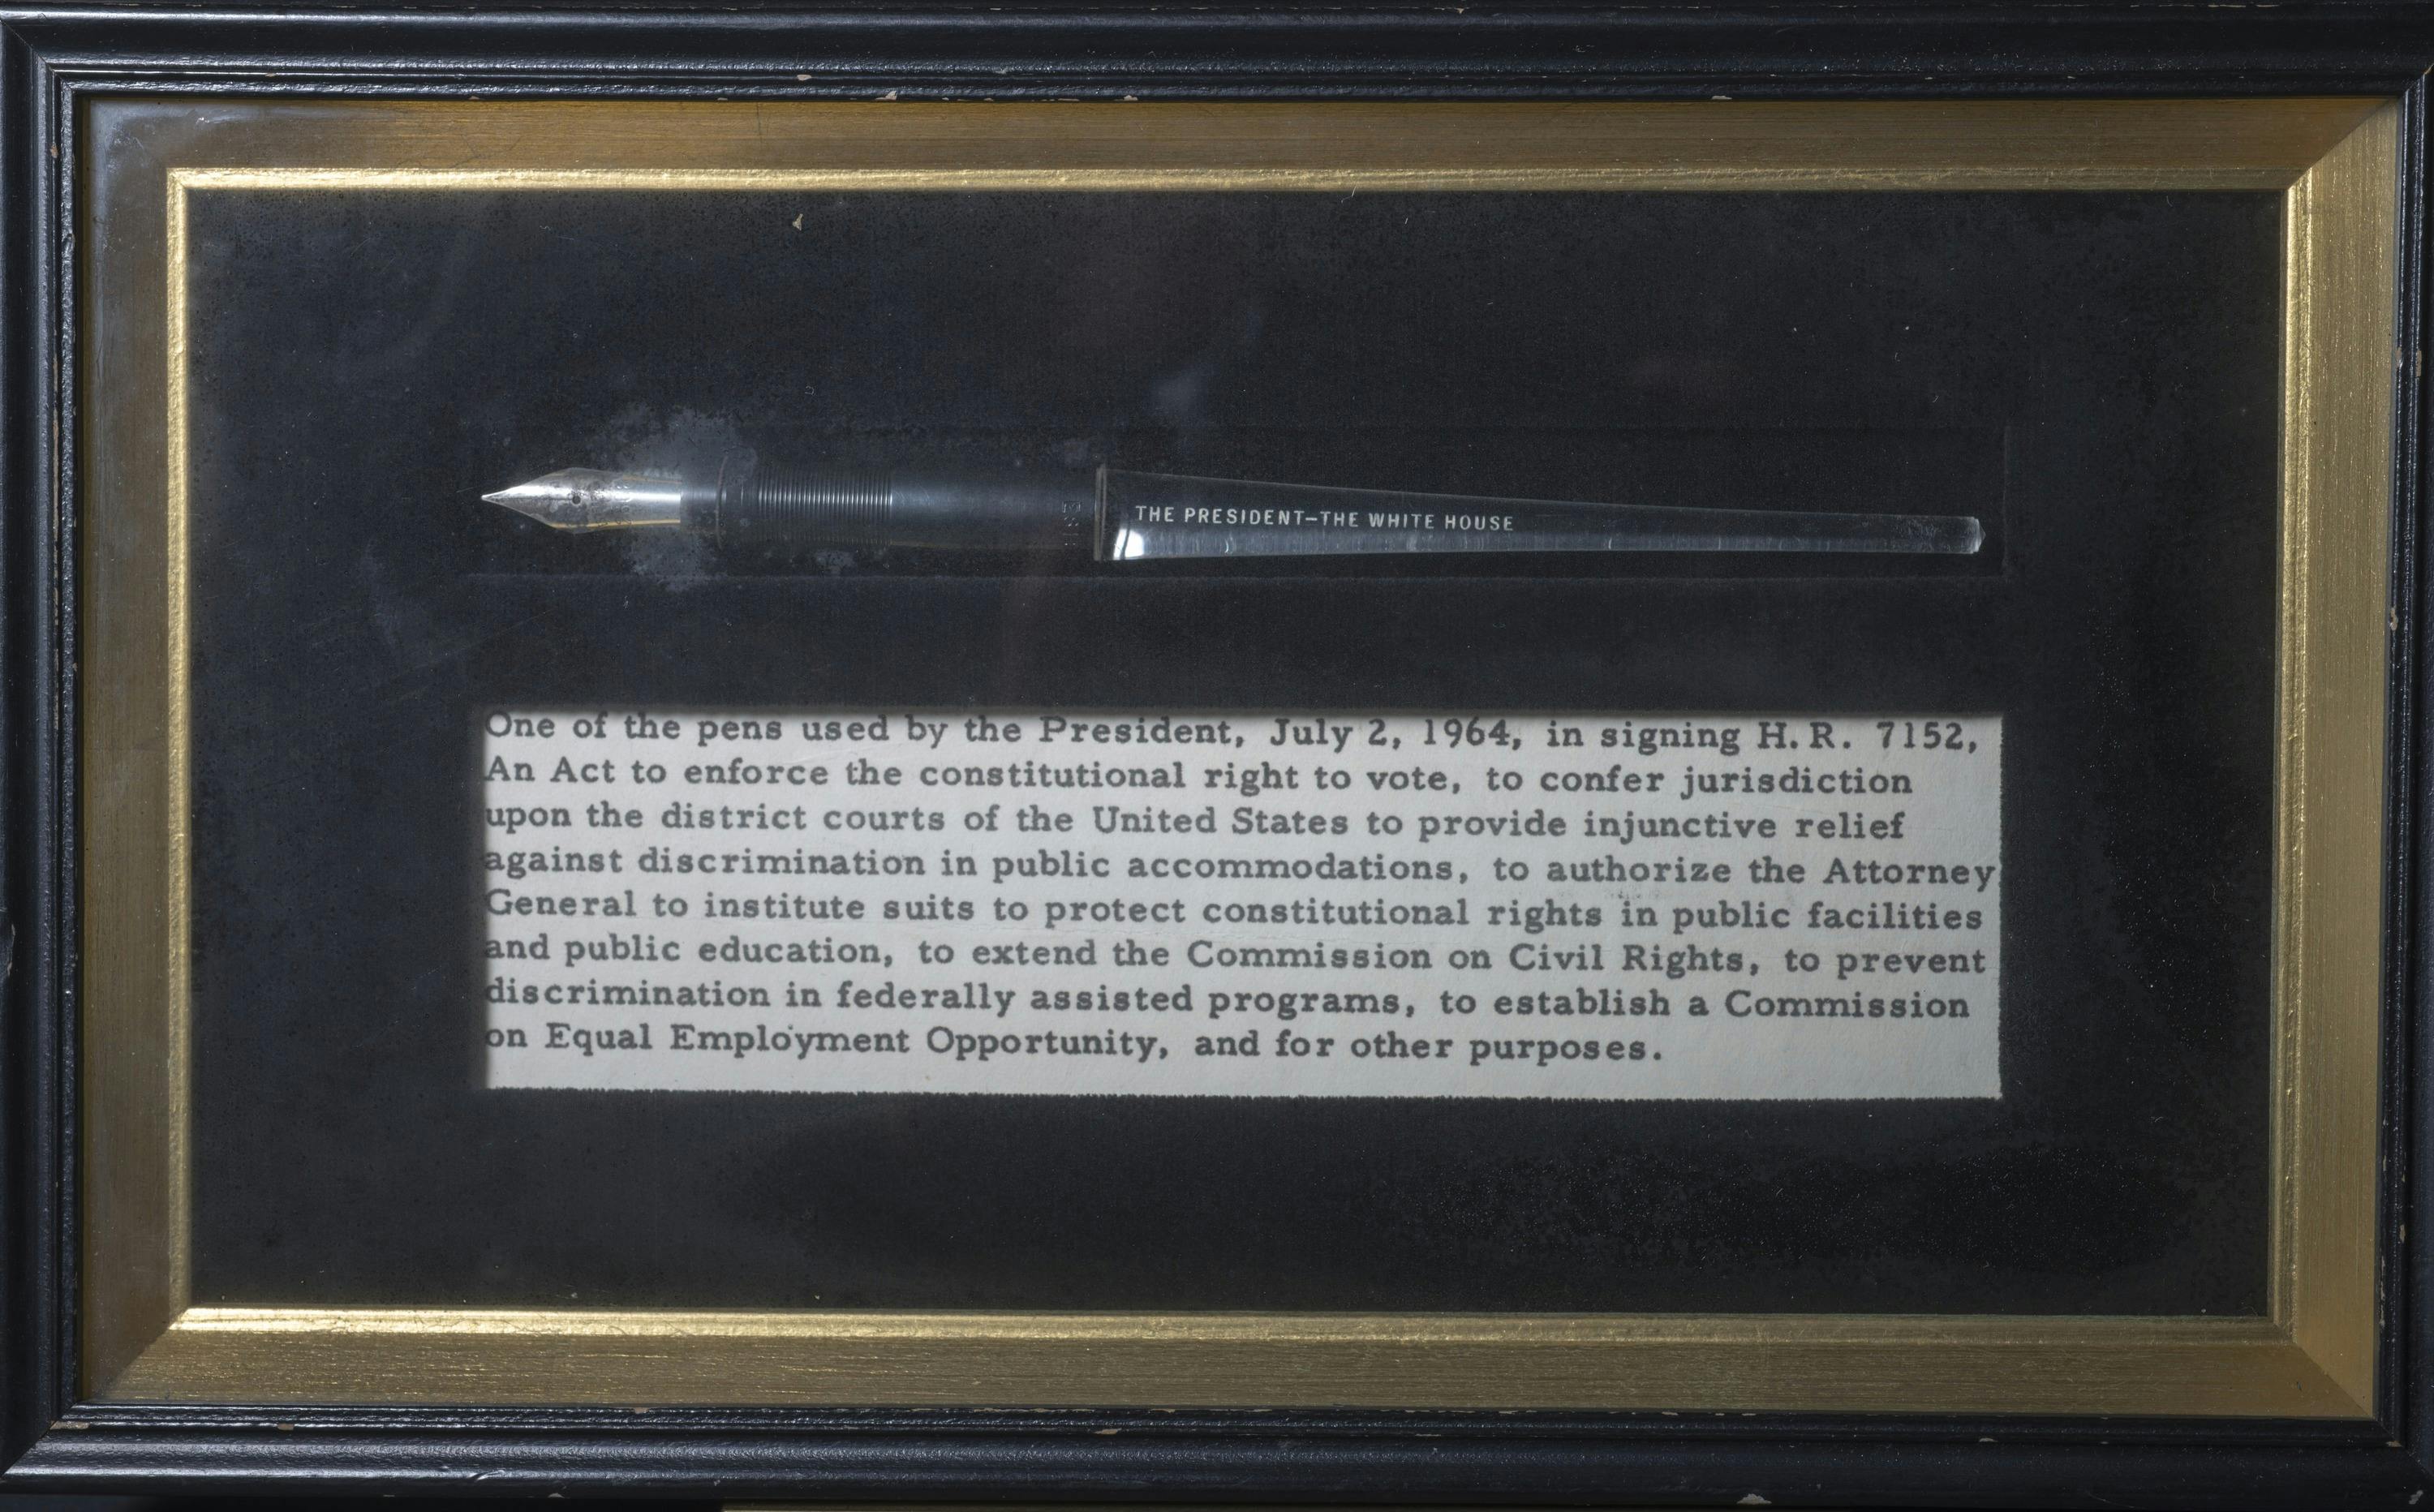 THE PRESIDENT–THE WHITE HOUSE
One of the pens used by the President, July 2, 1964, in signing H. R. 7152,
An Act to enforce the constitutional right to vote, to confer jurisdiction
upon the district courts of the United States to provide injunctive relief
against discrimination in public accommodations, to authorize the Attorney
General to institute suits to protect constitutional rights in public facilities
and public education, to extend the Commission on Civil Rights, to prevent
discrimination in federally assisted programs, to establish a Commission
on Equal Employment Opportunity, and for other purposes.